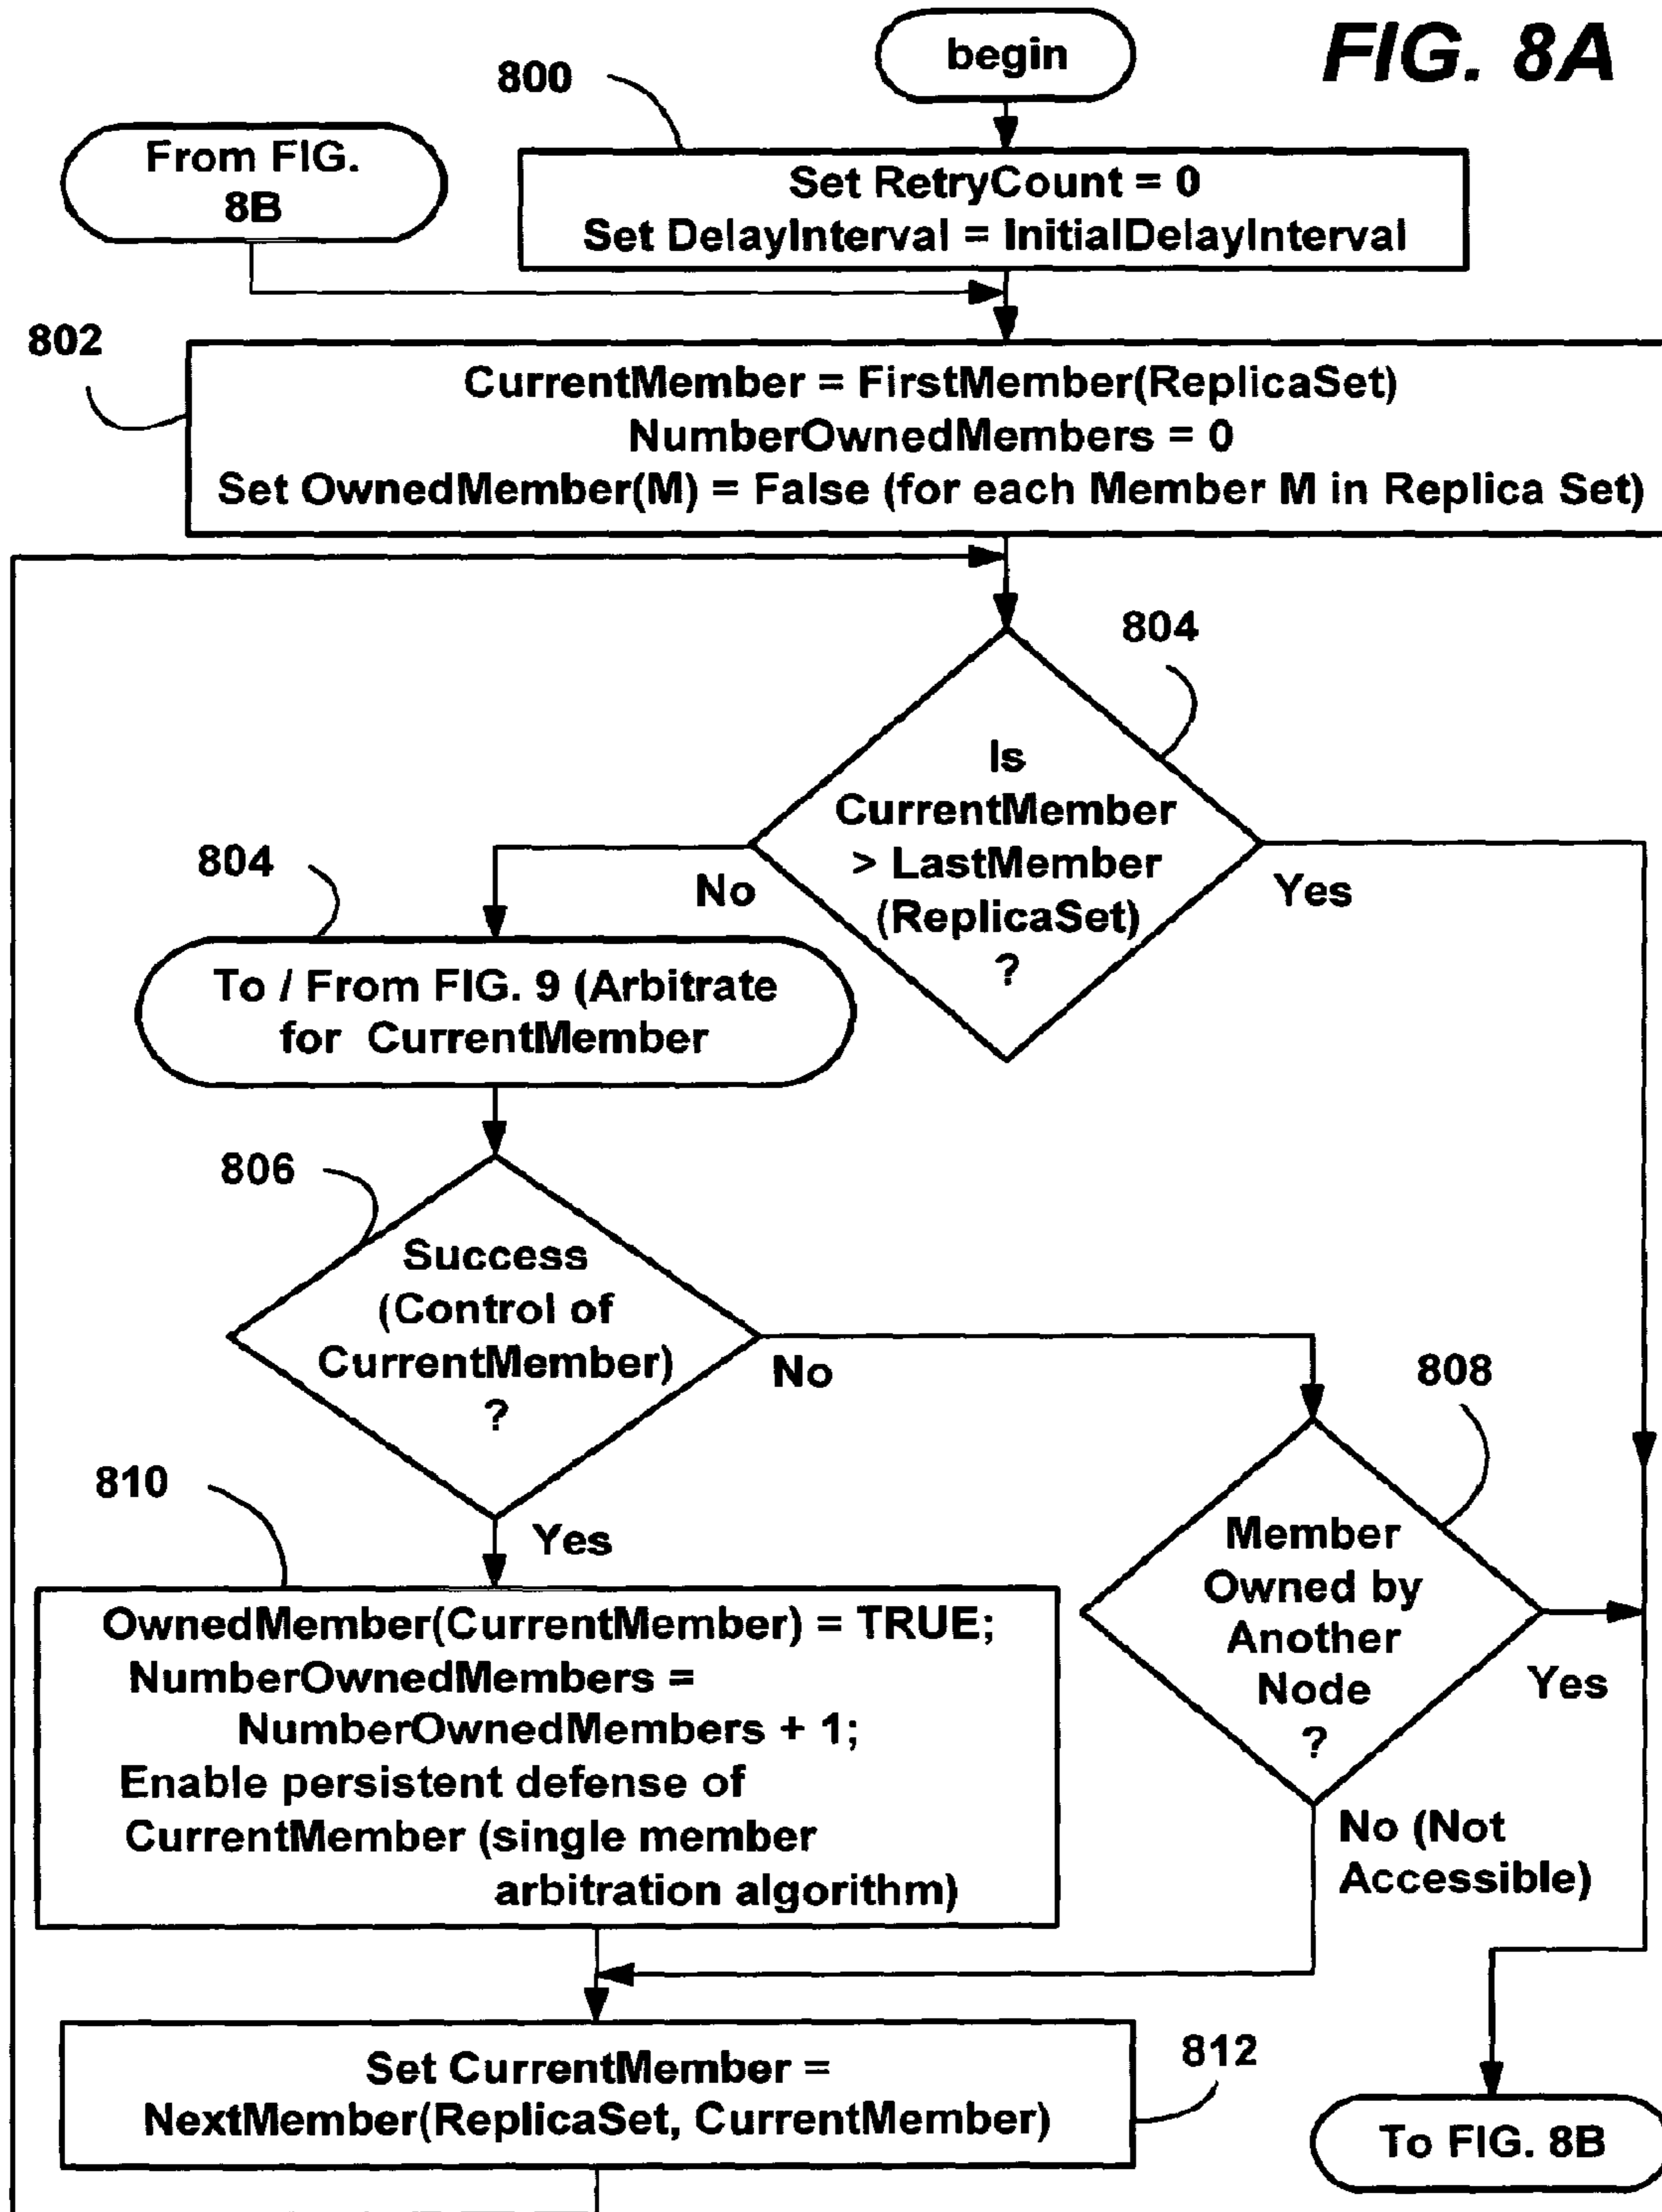 FIG. 8A
begin
800
From FIG.
8B
Set RetryCount = 0
Set DelayInterval = InitialDelayInterval
802
CurrentMember = FirstMember(ReplicaSet)
NumberOwnedMembers = 0
Set OwnedMember(M) = False (for each Member M in Replica Set)
804
Is
CurrentMember
> LastMember
(ReplicaSet)
?
No
Yes
804
To / From FIG. 9 (Arbitrate
for CurrentMember
806
Success
(Control of
CurrentMember)
?
No
Yes
808
Member
Owned by
Another
Node
?
Yes
No (Not
Accessible)
810
OwnedMember(CurrentMember) = TRUE;
NumberOwnedMembers =
NumberOwnedMembers + 1;
Enable persistent defense of
CurrentMember (single member
arbitration algorithm)
812
Set CurrentMember =
NextMember(ReplicaSet, CurrentMember)
To FIG. 8B